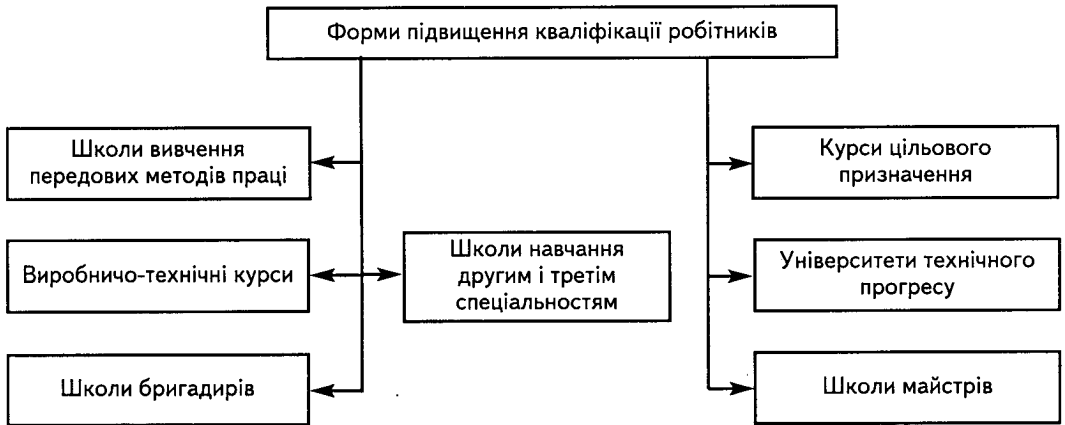 Форми підвищення кваліфікації робітників
Школи вивчення
передових методів праці
Курси цільового
призначення
Виробничо-технічні курси
Школи навчання
другим і третім
спеціальностям
Університети технічного
прогресу
Школи бригадирів
Школи майстрів